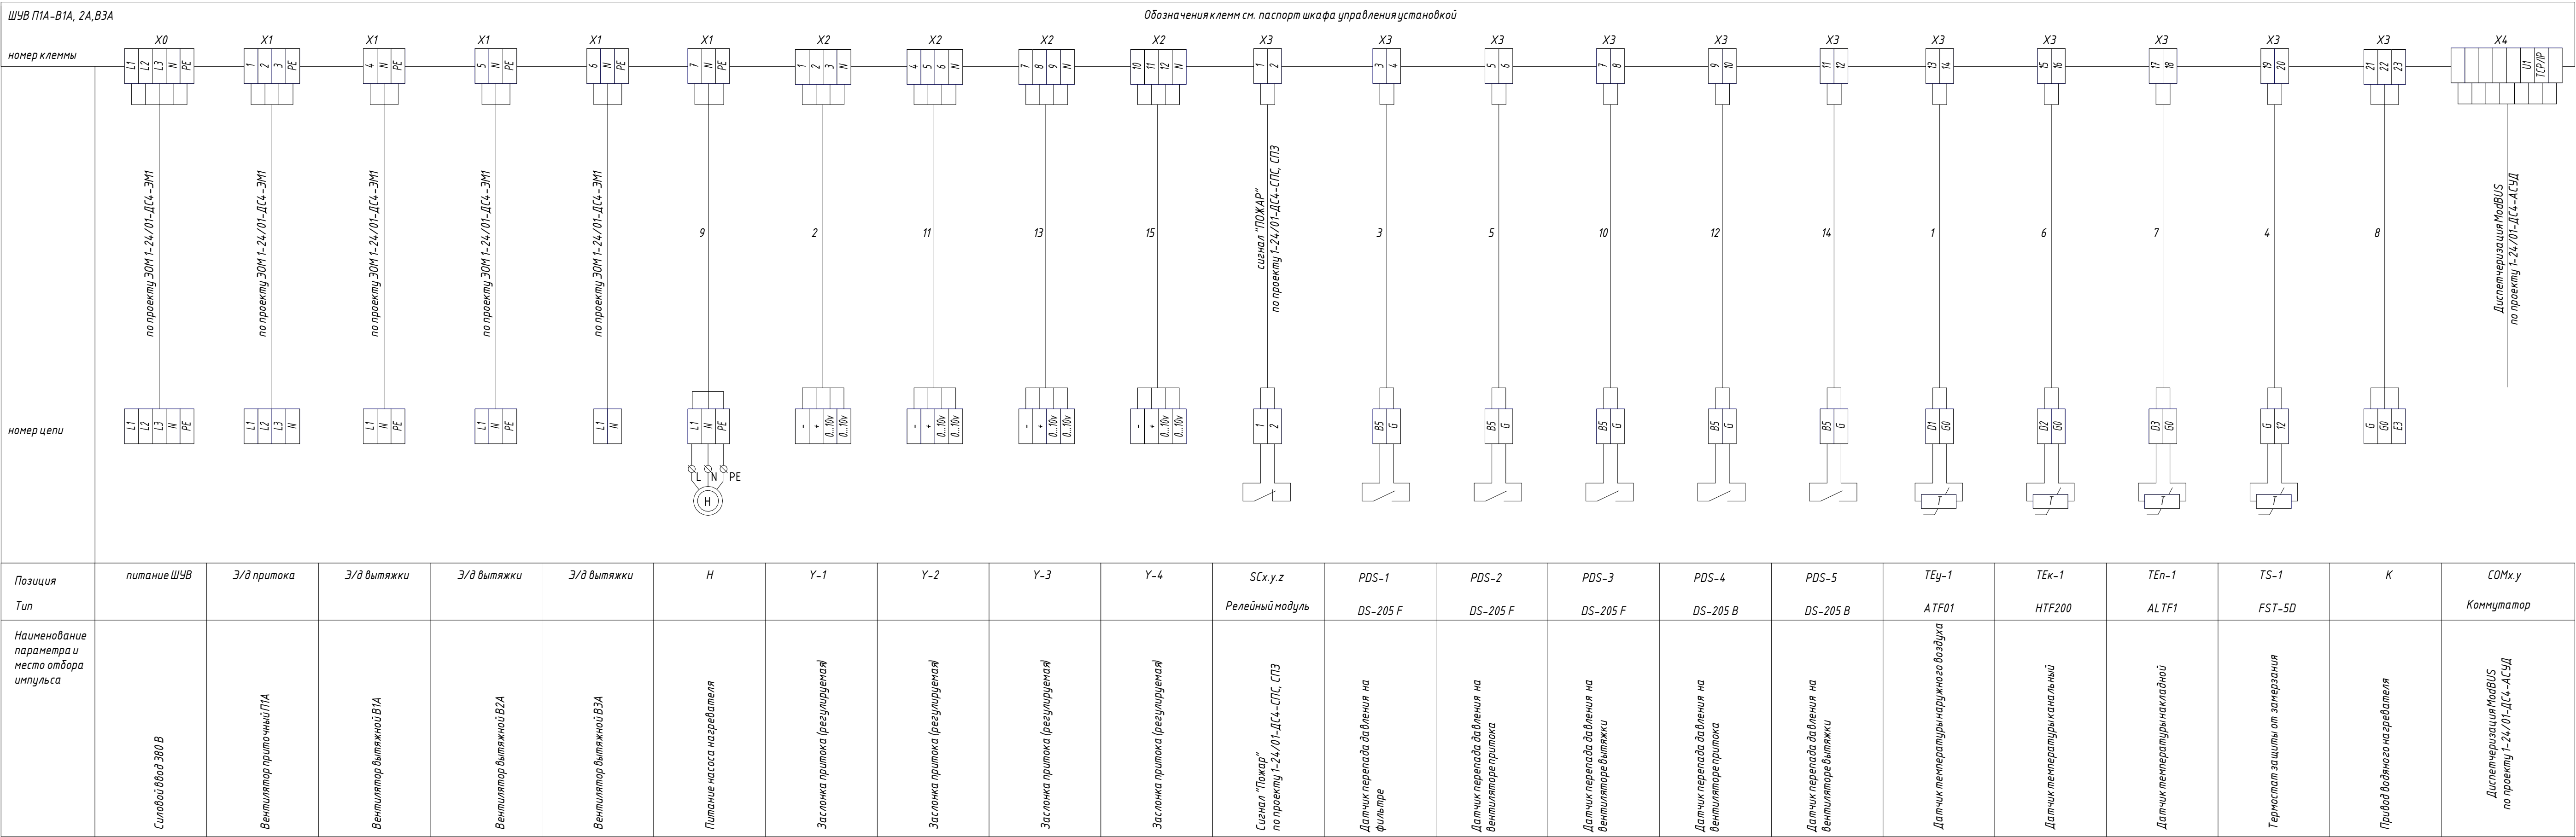 ШУВ П1А-В1А, 2А,В3А
Обозначения клемм см. паспорт шкафа управления установкой
номер клеммы
X0 X1 X1 X1 X1 X1 X2 X2 X2 X2 X3 X3 X3 X3 X3 X3 X3 X3 X3 X3 X3 X4
L1 L2 L3 N PE
1 2 3 PE
4 N PE
5 N PE
6 N PE
7 N PE
1 2 3 N
4 5 6 N
7 8 9 N
10 11 12 N
1 2
3 4
5 6
7 8
9 10
11 12
13 14
15 16
17 18
19 20
21 22 23
U1 TCP/IP
по проекту ЭОМ 1-24/01-ДС4-ЭМ1
по проекту ЭОМ 1-24/01-ДС4-ЭМ1
по проекту ЭОМ 1-24/01-ДС4-ЭМ1
по проекту ЭОМ 1-24/01-ДС4-ЭМ1
по проекту ЭОМ 1-24/01-ДС4-ЭМ1
9
2
11
13
15
сигнал "ПОЖАР"
по проекту 1-24/01-ДС4-СПС, СПЗ
3
5
10
12
14
1
6
7
4
8
Диспетчеризация ModBUS
по проекту 1-24/01-ДС4-АСУД
номер цепи
L1 L2 L3 N PE
L1 L2 L3 N
L1 N PE
L1 N PE
L1 N
L1 N PE
- + 0...10v 0...10v
- + 0...10v 0...10v
- + 0...10v 0...10v
- + 0...10v 0...10v
1 2
B5 G
B5 G
B5 G
B5 G
B5 G
D1 G0
D2 G0
D3 G0
G 12
G G0 E3
L N PE
Н
T
T
T
T
Позиция
питание ШУВ
Э/д притока
Э/д вытяжки
Э/д вытяжки
Э/д вытяжки
Н
Y-1
Y-2
Y-3
Y-4
SCx.y.z
PDS-1
PDS-2
PDS-3
PDS-4
PDS-5
TEу-1
TEк-1
TEп-1
TS-1
K
COMx.y
Тип
Релейный модуль
DS-205 F
DS-205 F
DS-205 F
DS-205 B
DS-205 B
ATF01
HTF200
ALTF1
FST-5D
Коммутатор
Наименование
параметра и
место отбора
импульса
Силовой ввод 380 В
Вентилятор приточный П1А
Вентилятор вытяжной В1А
Вентилятор вытяжной В2А
Вентилятор вытяжной В3А
Питание насоса нагревателя
Заслонка притока (регулируемая)
Заслонка притока (регулируемая)
Заслонка притока (регулируемая)
Заслонка притока (регулируемая)
Сигнал "Пожар"
по проекту 1-24/01-ДС4-СПС, СПЗ
Датчик перепада давления на
фильтре
Датчик перепада давления на
вентиляторе притока
Датчик перепада давления на
вентиляторе вытяжки
Датчик перепада давления на
вентиляторе притока
Датчик перепада давления на
вентиляторе вытяжки
Датчик температуры наружного воздуха
Датчик температуры канальный
Датчик температуры накладной
Термостат защиты от замерзания
Привод водяного нагревателя
Диспетчеризация ModBUS
по проекту 1-24/01-ДС4-АСУД